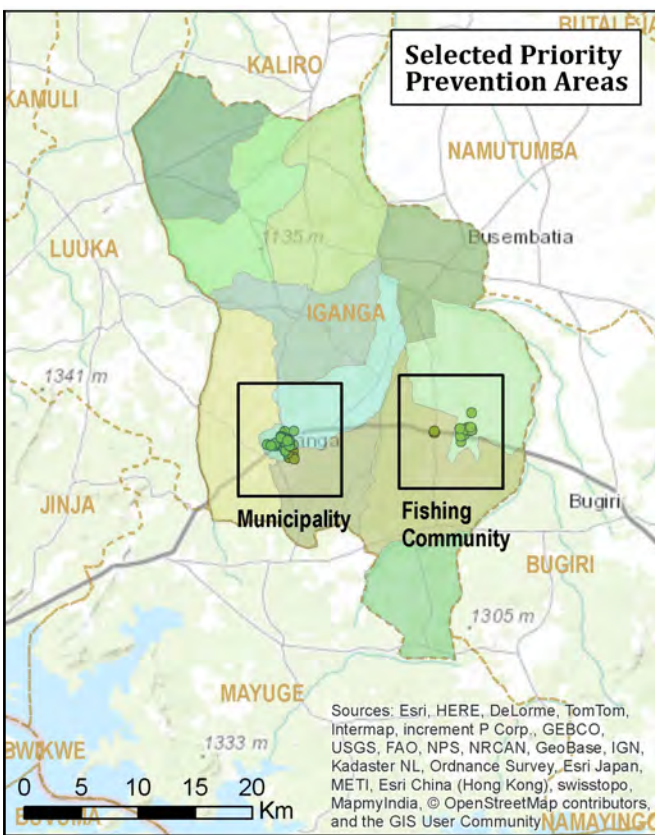 BUTALEJA
Selected Priority
Prevention Areas
KALIRO
KAMULI
NAMUTUMBA
LUUKA
1135 m
Busembatia
IGANGA
1341 m
anga
JINJA
Municipality
Fishing
Community
Bugiri
BUGIRI
1305 m
MAYUGE
1333 m
BWIKWE
Sources: Esri, HERE, DeLorme, TomTom,
Intermap, increment P Corp., GEBCO,
USGS, FAO, NPS, NRCAN, GeoBase, IGN,
Kadaster NL, Ordnance Survey, Esri Japan,
METI, Esri China (Hong Kong), swisstopo,
MapmyIndia, © OpenStreetMap contributors,
and the GIS User Community
0 5 10 15 20
Km
BUVUMA
NAMAYINGO